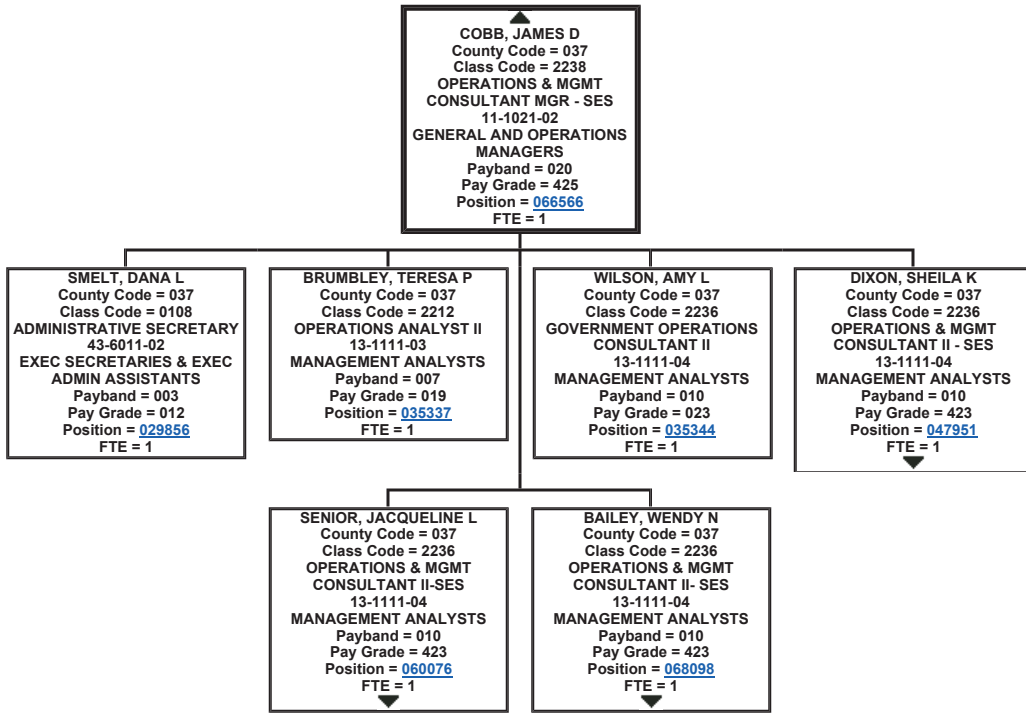 COBB, JAMES D
County Code = 037
Class Code = 2238
OPERATIONS & MGMT
CONSULTANT MGR - SES
11-1021-02
GENERAL AND OPERATIONS
MANAGERS
Payband = 020
Pay Grade = 425
Position = 066566
FTE = 1
SMELT, DANA L
County Code = 037
Class Code = 0108
ADMINISTRATIVE SECRETARY
43-6011-02
EXEC SECRETARIES & EXEC
ADMIN ASSISTANTS
Payband = 003
Pay Grade = 012
Position = 029856
FTE = 1
BRUMBLEY, TERESA P
County Code = 037
Class Code = 2212
OPERATIONS ANALYST II
13-1111-03
MANAGEMENT ANALYSTS
Payband = 007
Pay Grade = 019
Position = 035337
FTE = 1
WILSON, AMY L
County Code = 037
Class Code = 2236
GOVERNMENT OPERATIONS
CONSULTANT II
13-1111-04
MANAGEMENT ANALYSTS
Payband = 010
Pay Grade = 023
Position = 035344
FTE = 1
DIXON, SHEILA K
County Code = 037
Class Code = 2236
OPERATIONS & MGMT
CONSULTANT II - SES
13-1111-04
MANAGEMENT ANALYSTS
Payband = 010
Pay Grade = 423
Position = 047951
FTE = 1
SENIOR, JACQUELINE L
County Code = 037
Class Code = 2236
OPERATIONS & MGMT
CONSULTANT II-SES
13-1111-04
MANAGEMENT ANALYSTS
Payband = 010
Pay Grade = 423
Position = 060076
FTE = 1
BAILEY, WENDY N
County Code = 037
Class Code = 2236
OPERATIONS & MGMT
CONSULTANT II- SES
13-1111-04
MANAGEMENT ANALYSTS
Payband = 010
Pay Grade = 423
Position = 068098
FTE = 1